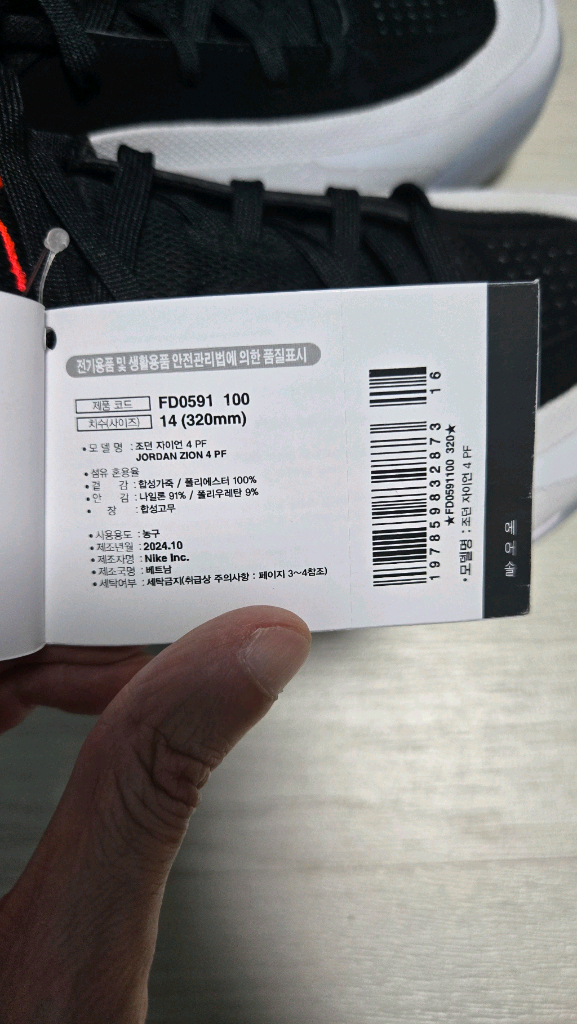 전기용품 및 생활용품 안전관리법에 의한 품질표시
제품 코드 FD0591 100
치수(사이즈) 14 (320mm)
• 모 델 명 : 조던 자이언 4 PF
JORDAN ZION 4 PF
• 섬유 혼용율
• 겉 감 : 합성가죽 / 폴리에스터 100%
• 안 김 : 나일론 91% / 폴리우레탄 9%
• 창 : 합성고무
• 사용용도 : 농구
• 제조년월 : 2024.10
• 제조자명 : Nike Inc.
• 제조국명 : 베트남
• 세탁여부 : 세탁금지(취급상 주의사항 : 페이지 3~4참조)
16
197859832873
★FD0591100 320★
• 모델명 : 조던 자이언 4 PF
에어솔